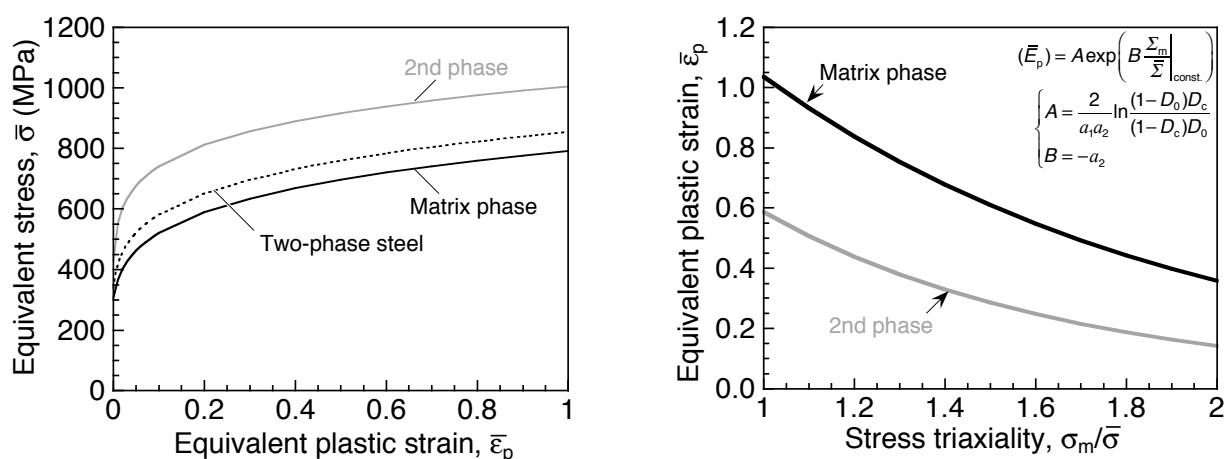 1200
1000
800
600
400
200
0
Equivalent stress, σ̄ (MPa)
2nd phase
Matrix phase
Two-phase steel
0 0.2 0.4 0.6 0.8 1
Equivalent plastic strain, ε̄p
1.2
1.0
0.8
0.6
0.4
0.2
0.0
Equivalent plastic strain, ε̄p
(Ēp) = A exp(B Σm/Σ̄|const.)
A = 2/a1a2 ln (1−D0)Dc/(1−Dc)D0
B = −a2
Matrix phase
2nd phase
1 1.2 1.4 1.6 1.8 2
Stress triaxiality, σm/σ̄